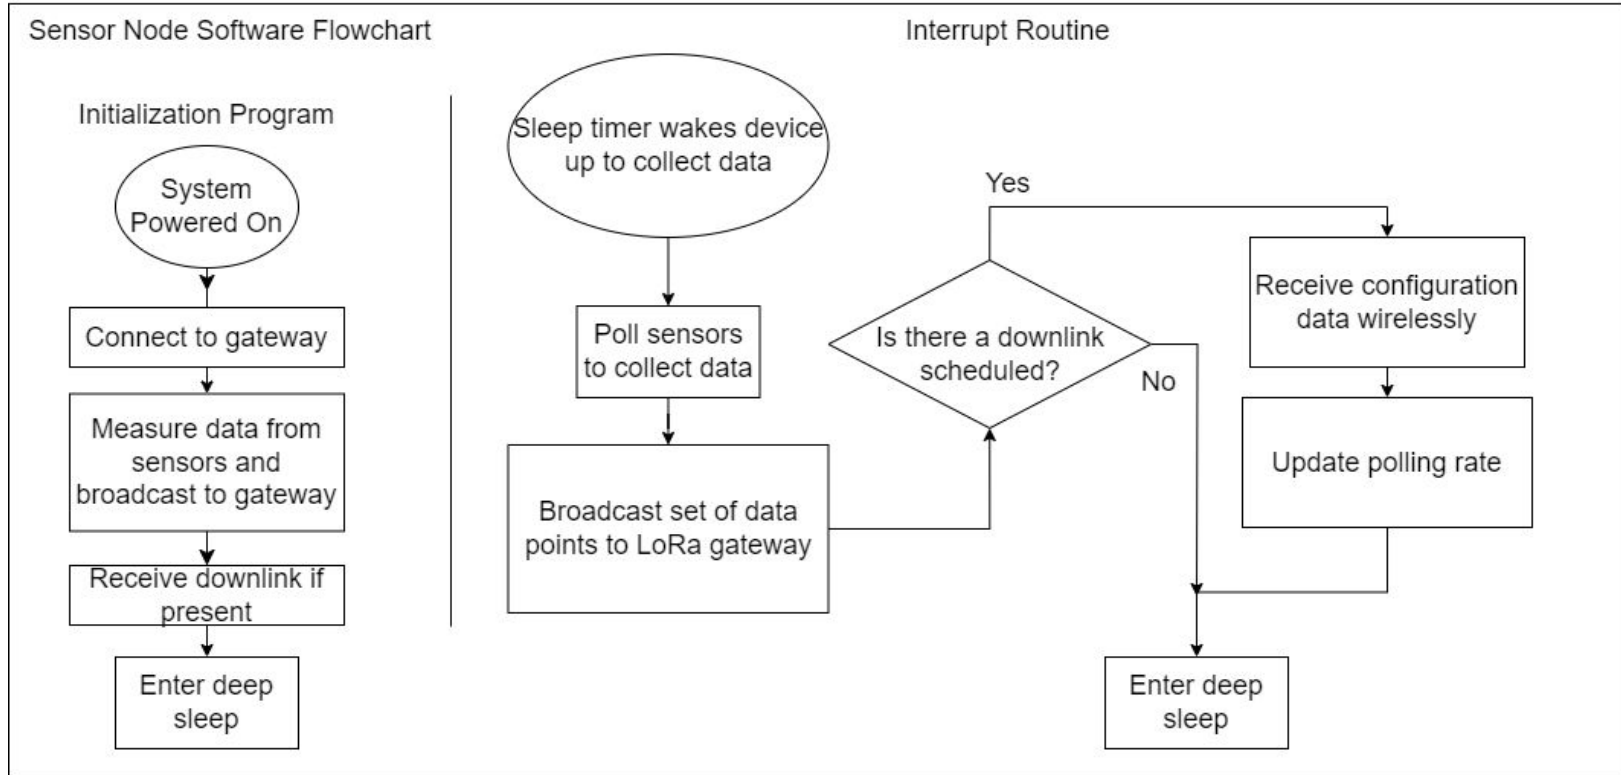 Sensor Node Software Flowchart
Interrupt Routine
Initialization Program
System
Powered On
Connect to gateway
Measure data from
sensors and
broadcast to gateway
Receive downlink if
present
Enter deep
sleep
Sleep timer wakes device
up to collect data
Poll sensors
to collect data
Broadcast set of data
points to LoRa gateway
Is there a downlink
scheduled?
Yes
No
Receive configuration
data wirelessly
Update polling rate
Enter deep
sleep